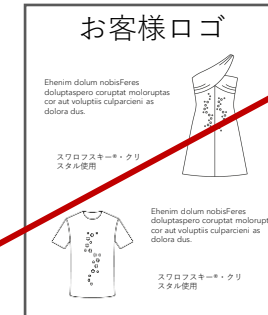 お客様ロゴ
Ehenim dolum nobisFeres
doluptaspero coruptat moloruptas
cor aut voluptis culparcieni as
dolora dus.
スワロフスキー®・クリ
スタル使用
Ehenim dolum nobisFeres
doluptaspero coruptat molorupt
cor aut voluptiis culparcieni as
dolora dus.
スワロフスキー®・クリ
スタル使用